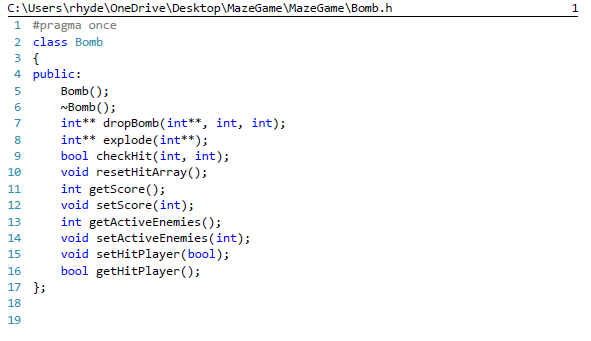 C:\Users\rhyde\OneDrive\Desktop\MazeGame\MazeGame\Bomb.h 1
1 #pragma once
2 class Bomb
3 {
4 public:
5     Bomb();
6     ~Bomb();
7     int** dropBomb(int**, int, int);
8     int** explode(int**);
9     bool checkHit(int, int);
10     void resetHitArray();
11     int getScore();
12     void setScore(int);
13     int getActiveEnemies();
14     void setActiveEnemies(int);
15     void setHitPlayer(bool);
16     bool getHitPlayer();
17 };
18
19